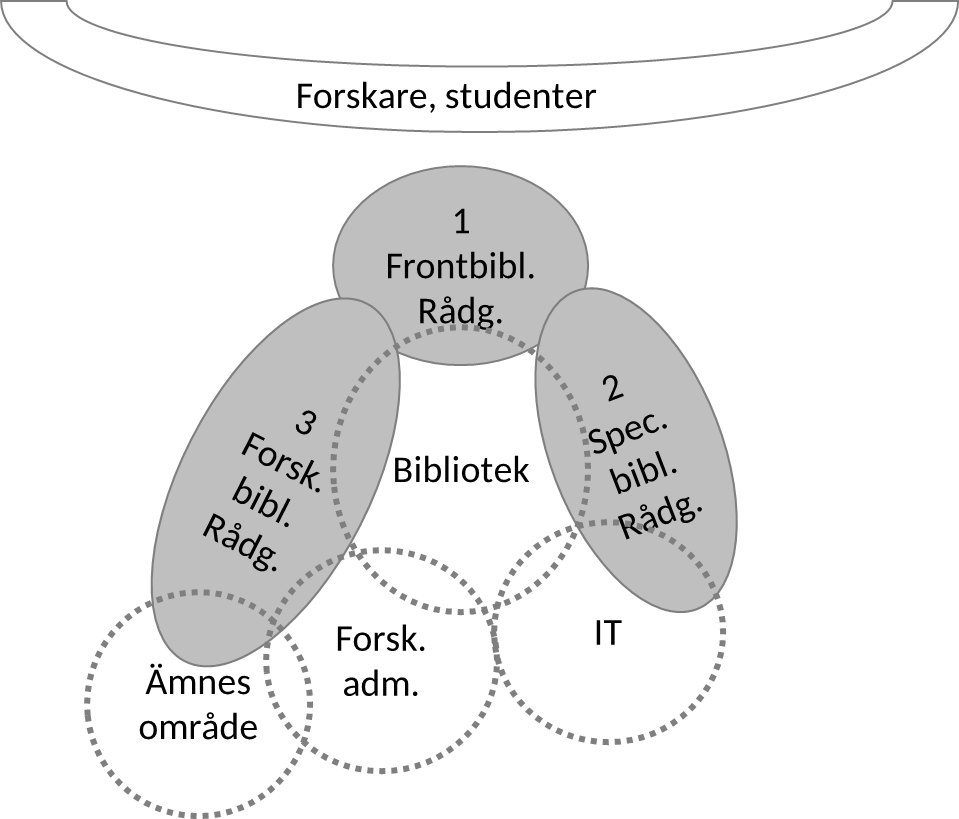 Forskare, studenter
1
Frontbibl.
Rådg.
2
Spec.
bibl.
Rådg.
3
Forsk.
bibl.
Rådg.
Bibliotek
Forsk.
adm.
IT
Ämnes
område